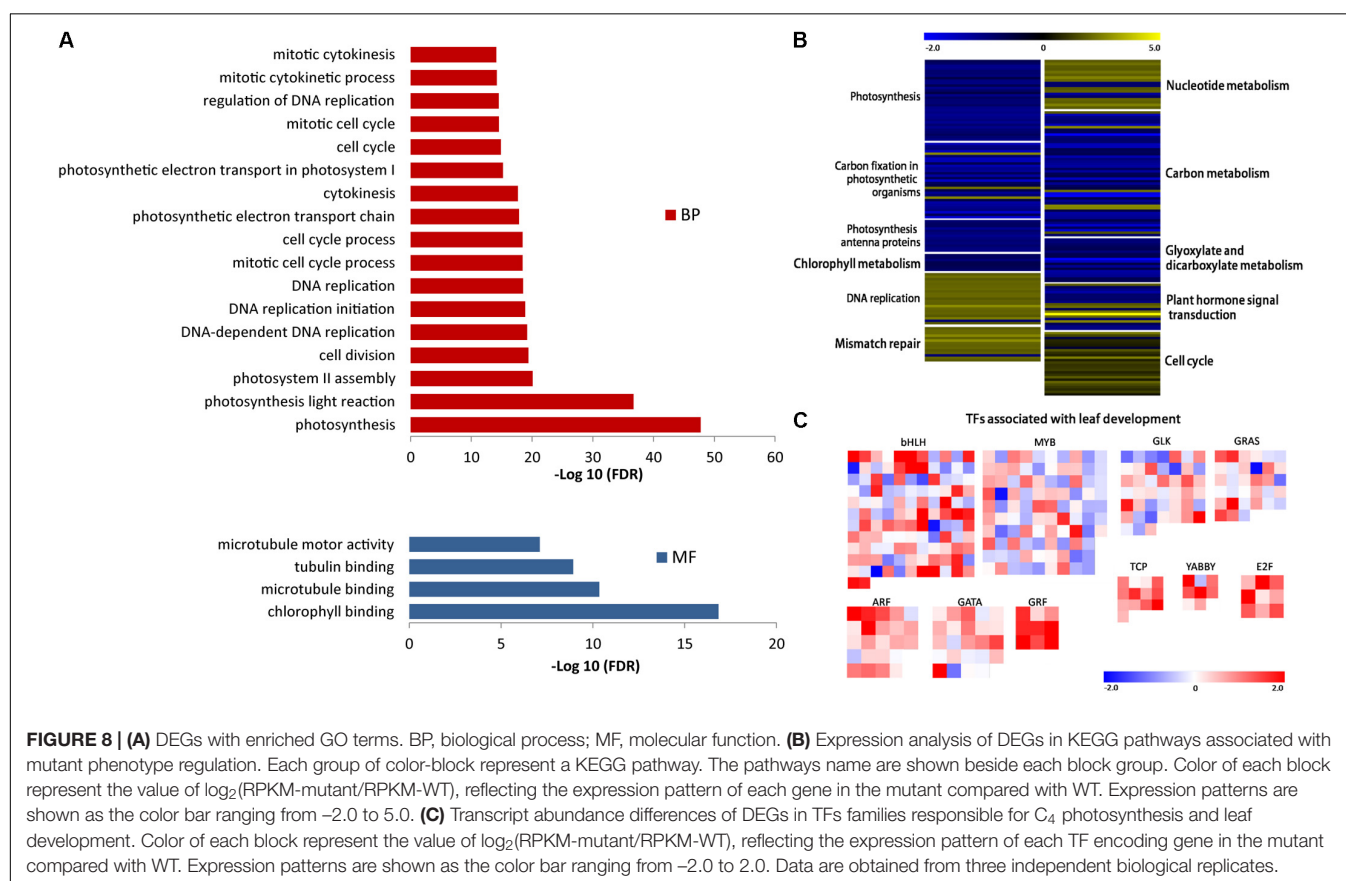 A
mitotic cytokinesis
mitotic cytokinetic process
regulation of DNA replication
mitotic cell cycle
cell cycle
photosynthetic electron transport in photosystem I
cytokinesis
photosynthetic electron transport chain
cell cycle process
mitotic cell cycle process
DNA replication
DNA replication initiation
DNA-dependent DNA replication
cell division
photosystem II assembly
photosynthesis light reaction
photosynthesis
BP
0 10 20 30 40 50 60
-Log 10 (FDR)
microtubule motor activity
tubulin binding
microtubule binding
chlorophyll binding
MF
0 5 10 15 20
-Log 10 (FDR)
B
-2.0 0 5.0
Photosynthesis
Carbon fixation in
photosynthetic
organisms
Photosynthesis
antenna proteins
Chlorophyll metabolism
DNA replication
Mismatch repair
Nucleotide metabolism
Carbon metabolism
Glyoxylate and
dicarboxylate metabolism
Plant hormone signal
transduction
Cell cycle
C
TFs associated with leaf development
bHLH MYB GLK GRAS
TCP YABBY E2F
ARF GATA GRF
-2.0 0 2.0
FIGURE 8 | (A) DEGs with enriched GO terms. BP, biological process; MF, molecular function. (B) Expression analysis of DEGs in KEGG pathways associated with
mutant phenotype regulation. Each group of color-block represent a KEGG pathway. The pathways name are shown beside each block group. Color of each block
represent the value of log₂(RPKM-mutant/RPKM-WT), reflecting the expression pattern of each gene in the mutant compared with WT. Expression patterns are
shown as the color bar ranging from –2.0 to 5.0. (C) Transcript abundance differences of DEGs in TFs families responsible for C₄ photosynthesis and leaf
development. Color of each block represent the value of log₂(RPKM-mutant/RPKM-WT), reflecting the expression pattern of each TF encoding gene in the mutant
compared with WT. Expression patterns are shown as the color bar ranging from –2.0 to 2.0. Data are obtained from three independent biological replicates.